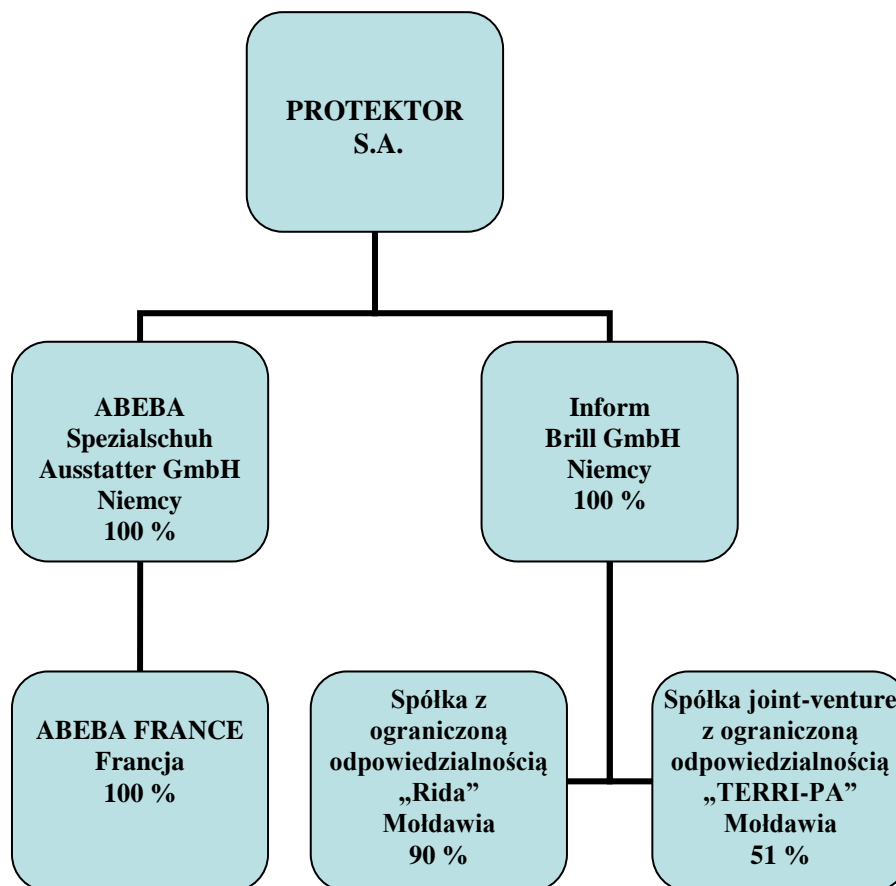 PROTEKTOR
S.A.
ABEBA
Spezialschuh
Ausstatter GmbH
Niemcy
100 %
Inform
Brill GmbH
Niemcy
100 %
ABEBA FRANCE
Francja
100 %
Spółka z
ograniczoną
odpowiedzialnością
„Rida”
Mołdawia
90 %
Spółka joint-venture
z ograniczoną
odpowiedzialnością
„TERRI-PA”
Mołdawia
51 %